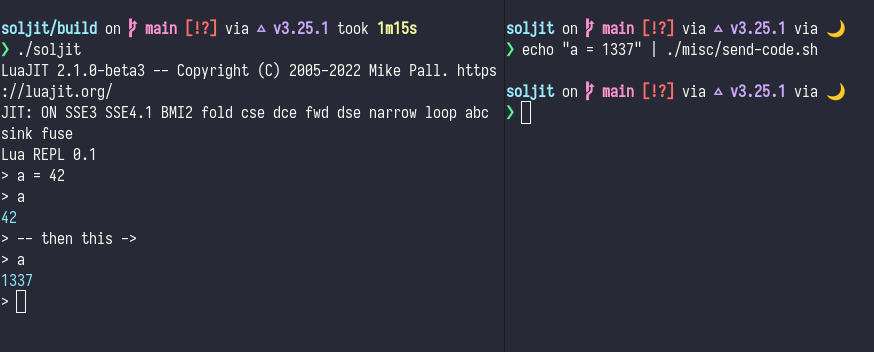 soljit/build on main [!?] via △ v3.25.1 took 1m15s
❯ ./soljit
LuaJIT 2.1.0-beta3 -- Copyright (C) 2005-2022 Mike Pall. https
://luajit.org/
JIT: ON SSE3 SSE4.1 BMI2 fold cse dce fwd dse narrow loop abc
sink fuse
Lua REPL 0.1
> a = 42
> a
42
> -- then this ->
> a
1337
>
soljit on main [!?] via △ v3.25.1 via 🌙
❯ echo "a = 1337" | ./misc/send-code.sh
soljit on main [!?] via △ v3.25.1 via 🌙
❯